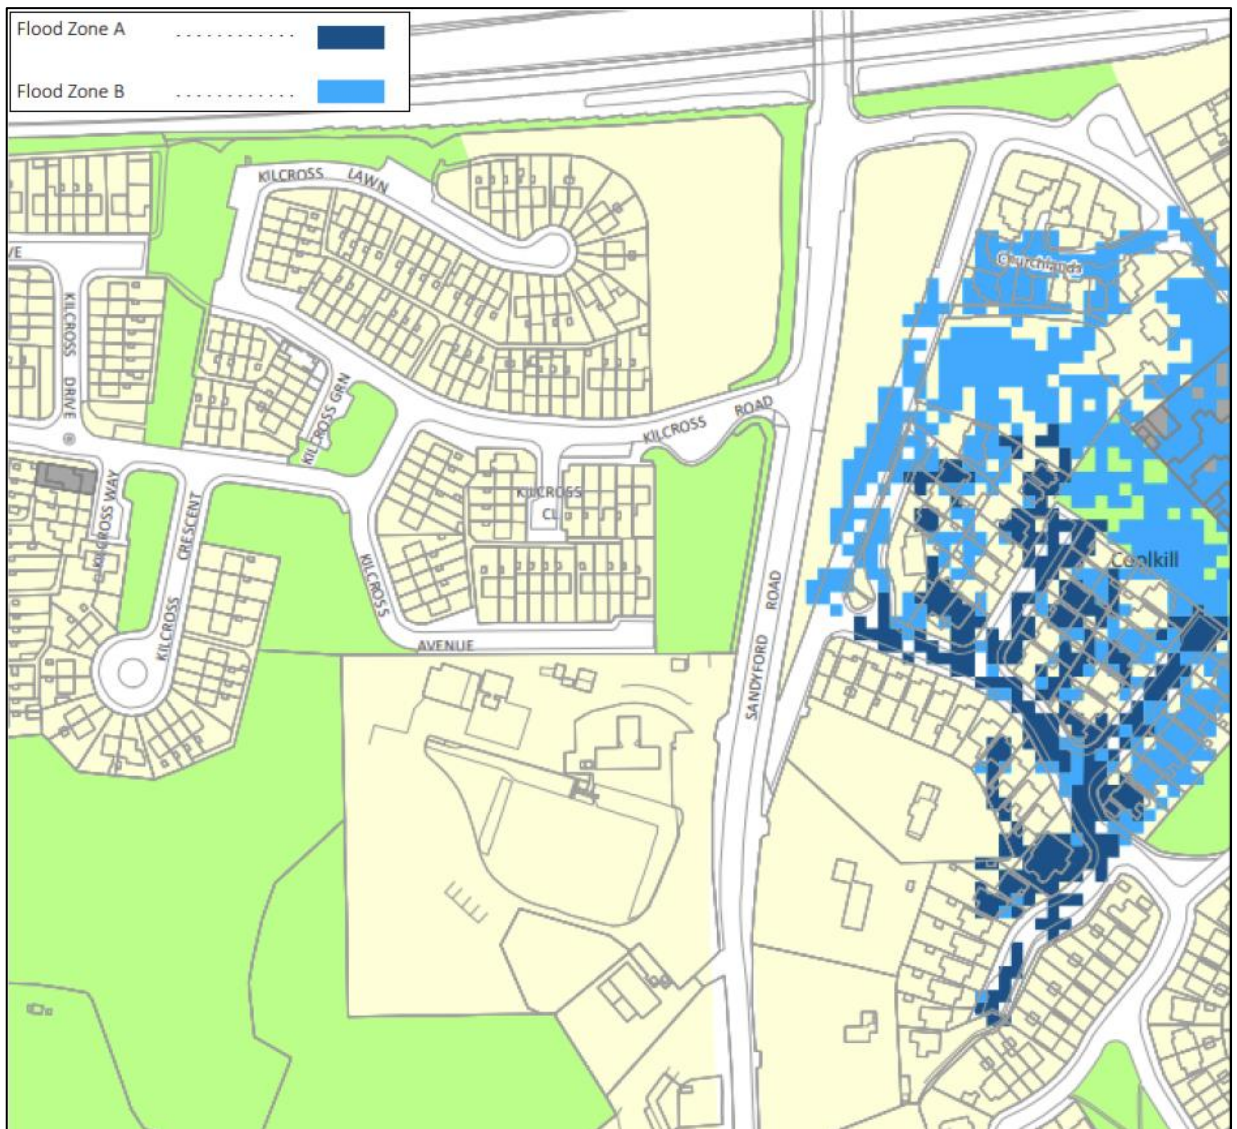 Flood Zone A ............
Flood Zone B ............
KILCROSS LAWN
VE
Churchlands
KILCROSS DRIVE
KILCROSS GRN
KILCROSS ROAD
KILCROSS WAY
KILCROSS CRESCENT
KILCROSS CL
KILCROSS AVENUE
SANDYFORD ROAD
Coolkill